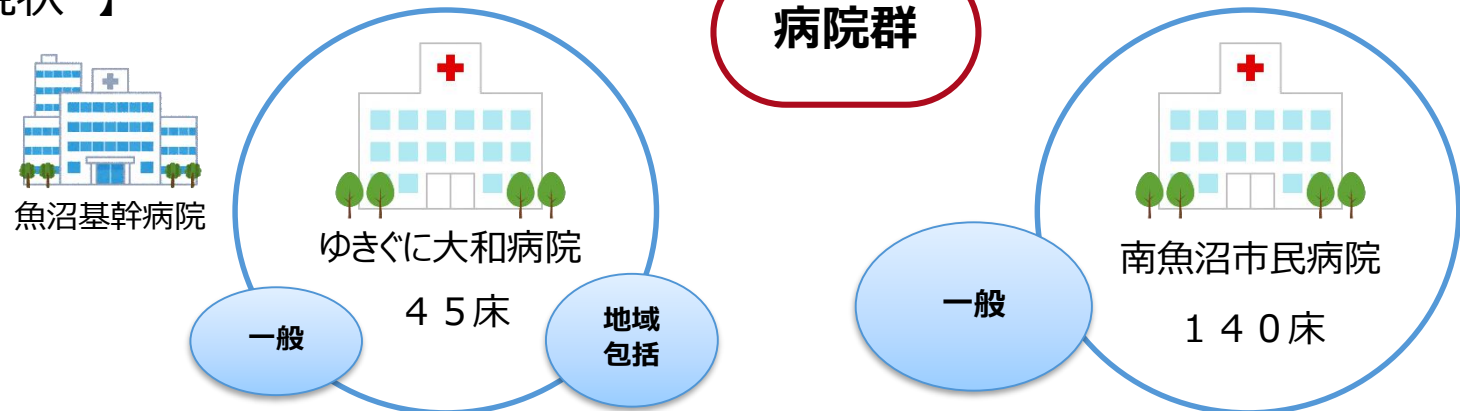 現状 】
病院群
魚沼基幹病院
ゆきぐに大和病院
４５床
一般
地域
包括
一般
南魚沼市民病院
１４０床